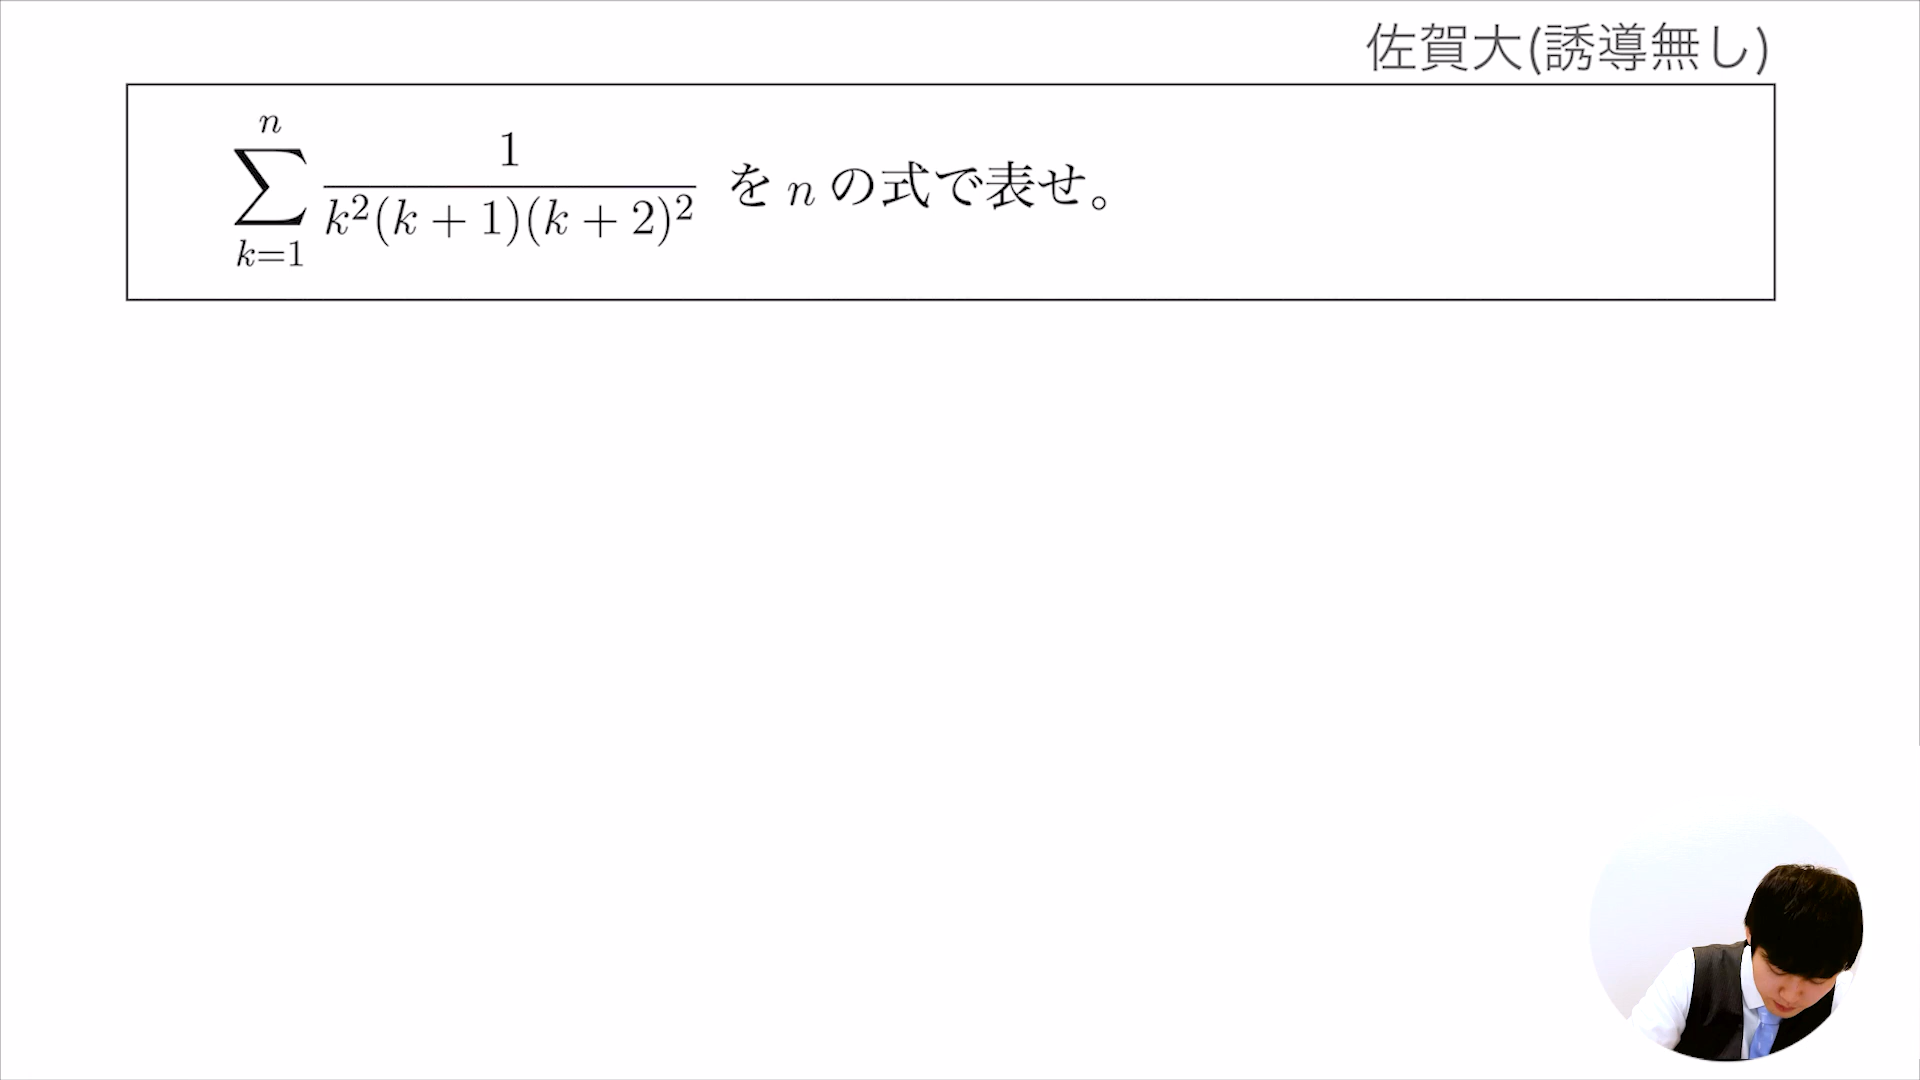 佐賀大(誘導無し)
$\sum_{k=1}^{n} \frac{1}{k^2(k+1)(k+2)^2}$ を $n$ の式で表せ。